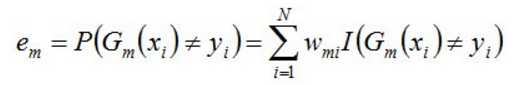 e_m = P(G_m(x_i) ≠ y_i) = ∑_{i=1}^{N} w_{mi} I(G_m(x_i) ≠ y_i)